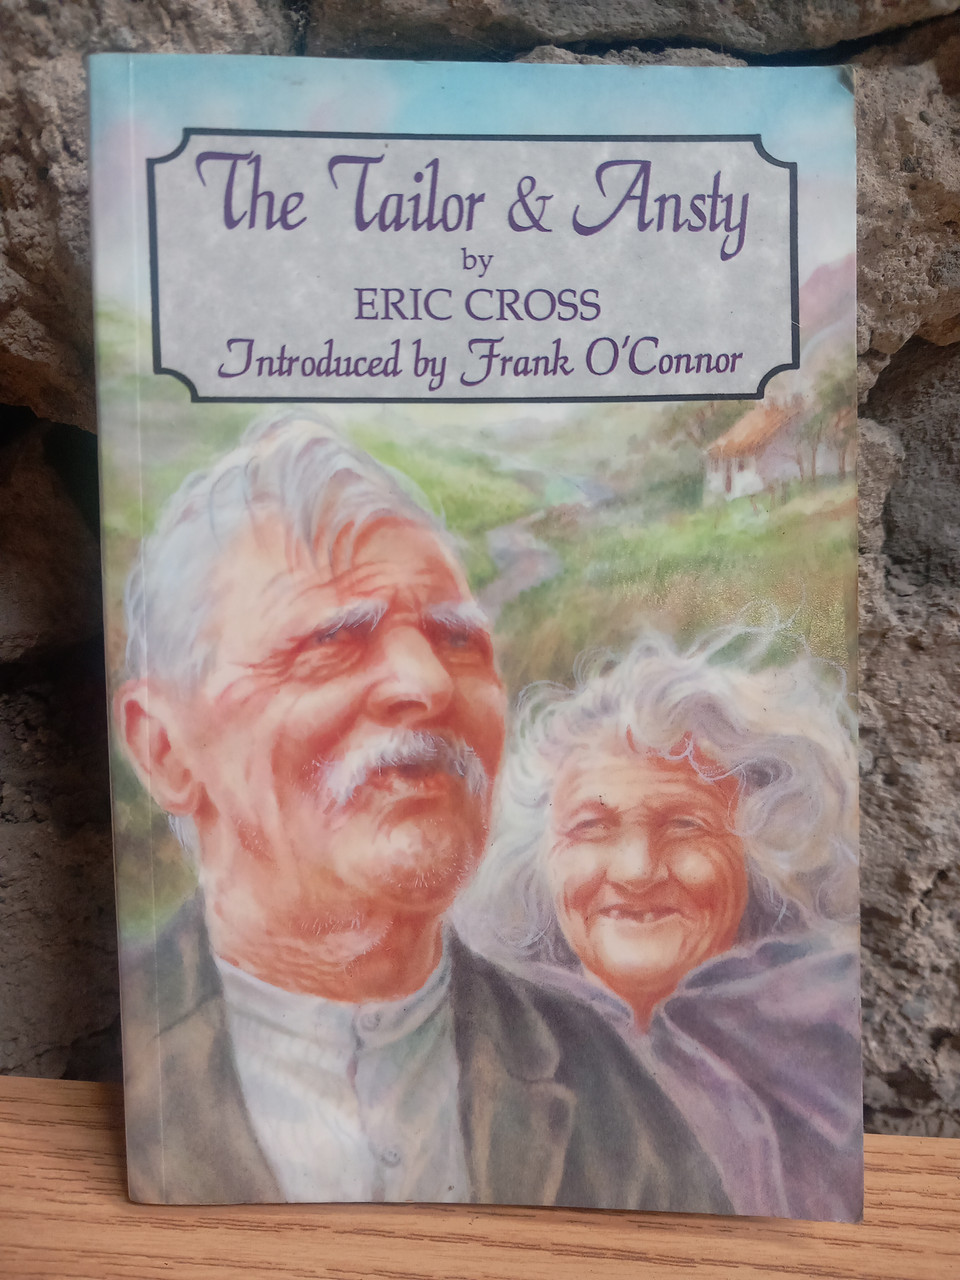 The Tailor & Ansty
by
ERIC CROSS
Introduced by Frank O'Connor